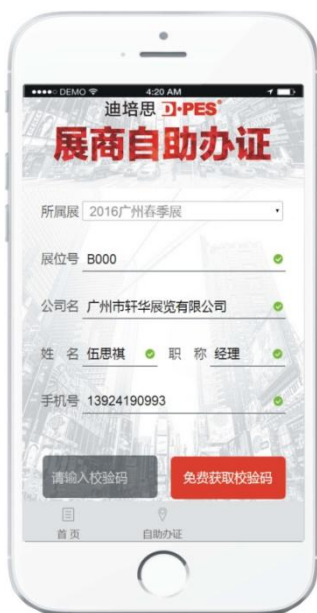 DEMO 4:20 AM
迪培思 D·PES®
展商自助办证
所属展 2016广州春季展
展位号 B000
公司名 广州市轩华展览有限公司
姓 名 伍思祺 职 称 经理
手机号 13924190993
请输入校验码 免费获取校验码
首页 自助办证